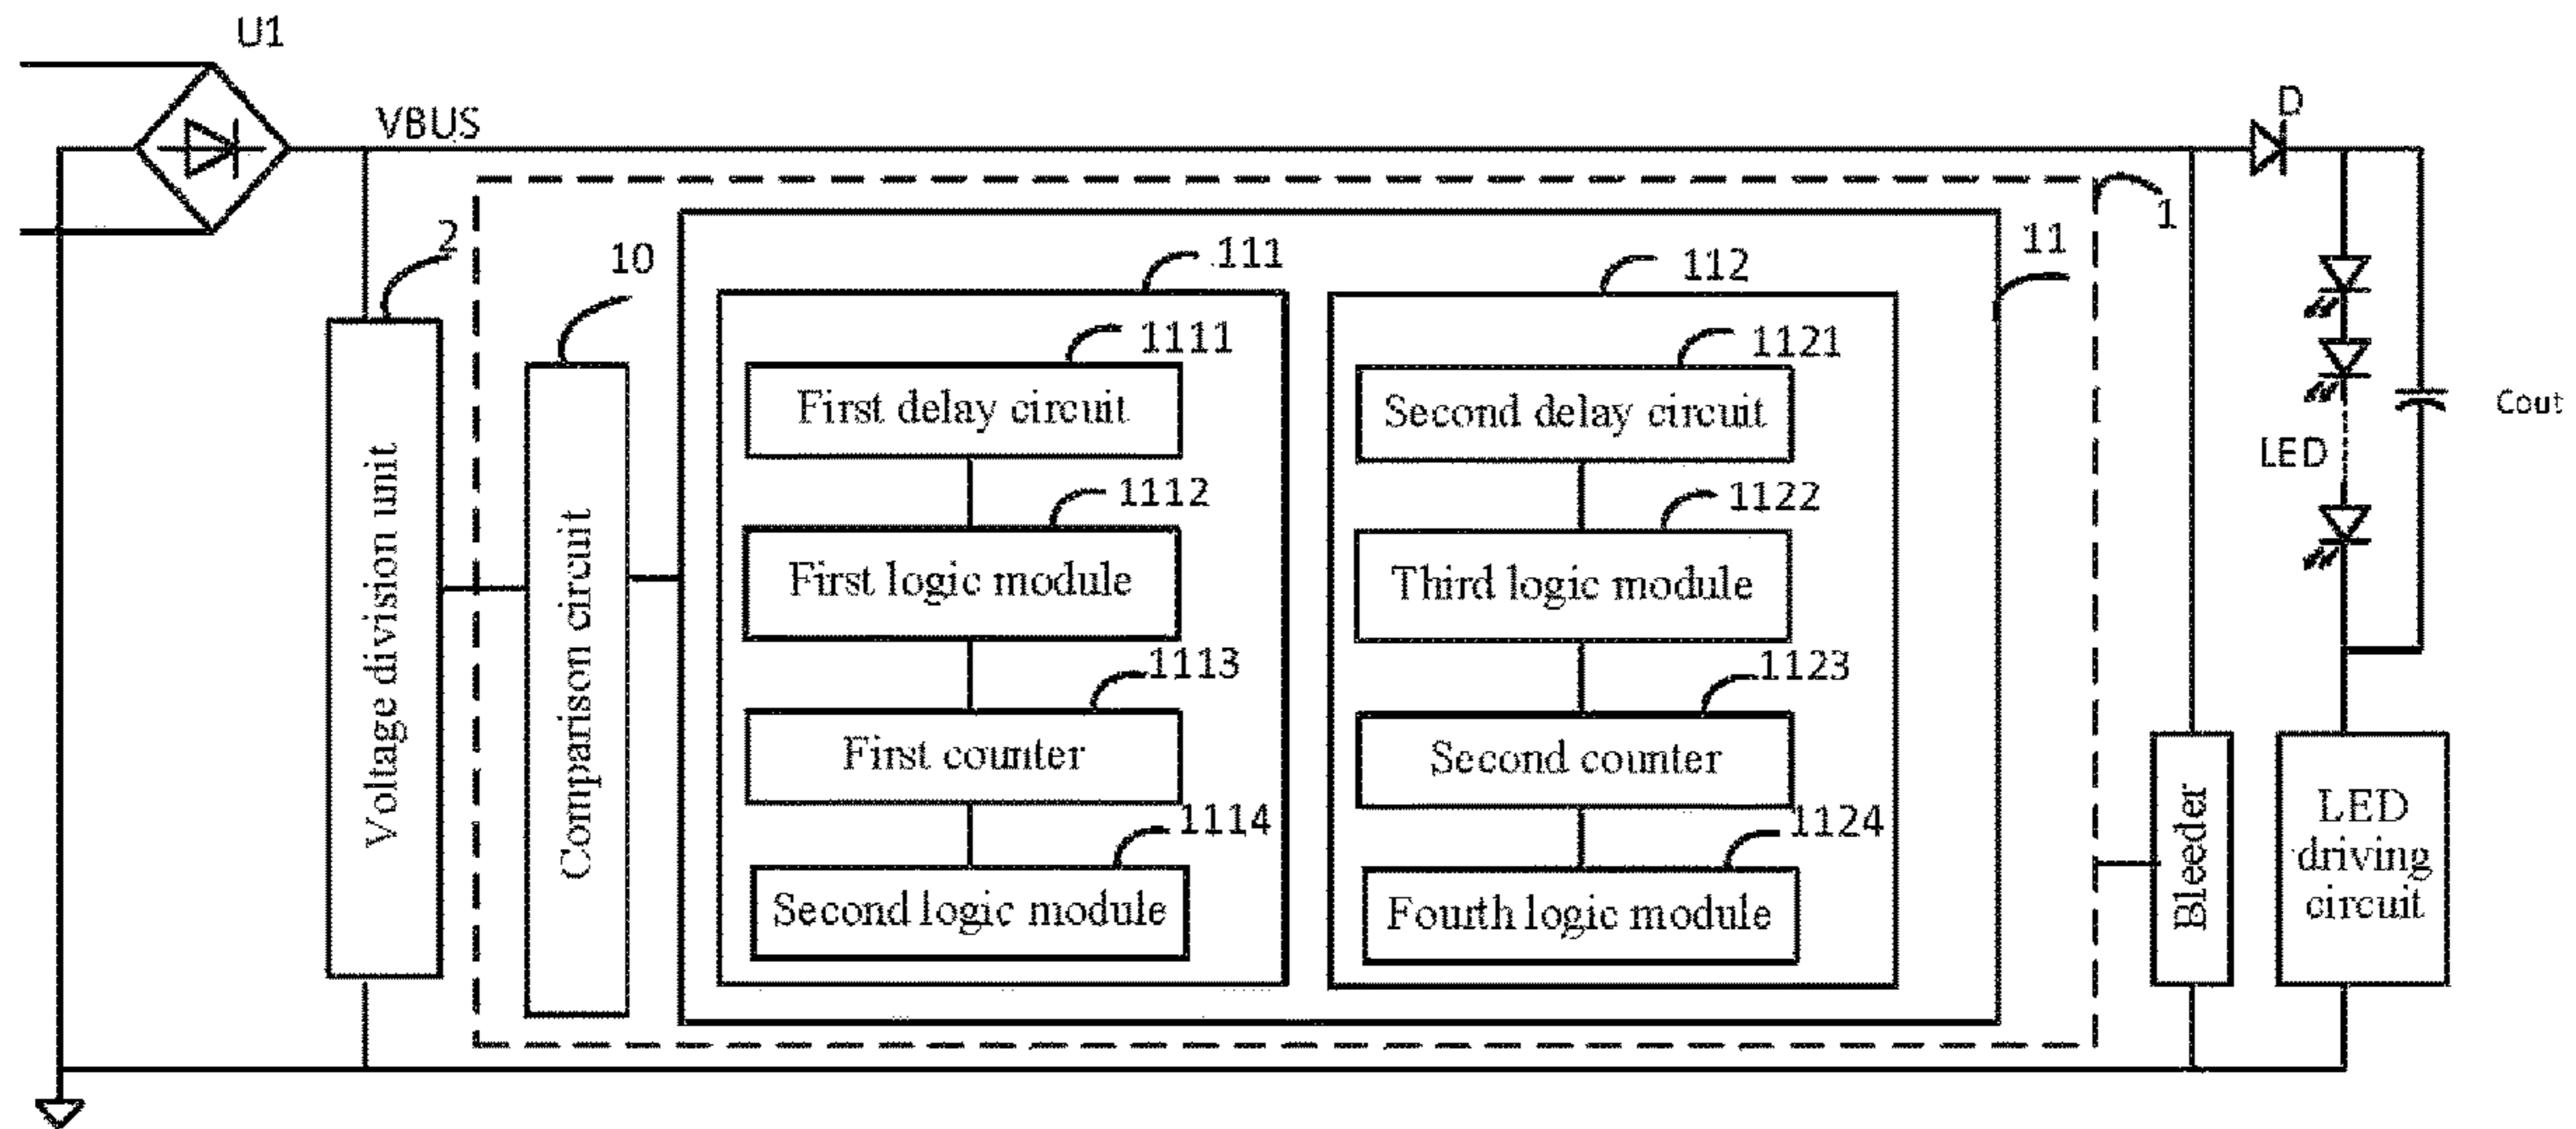 U1
VBUS
D
2
10
111
112
11
1
1111
First delay circuit
1121
Second delay circuit
Cout
LED
1112
First logic module
1122
Third logic module
Voltage division unit
Comparison circuit
1113
First counter
1123
Second counter
1114
Second logic module
1124
Fourth logic module
Bleeder
LED
driving
circuit